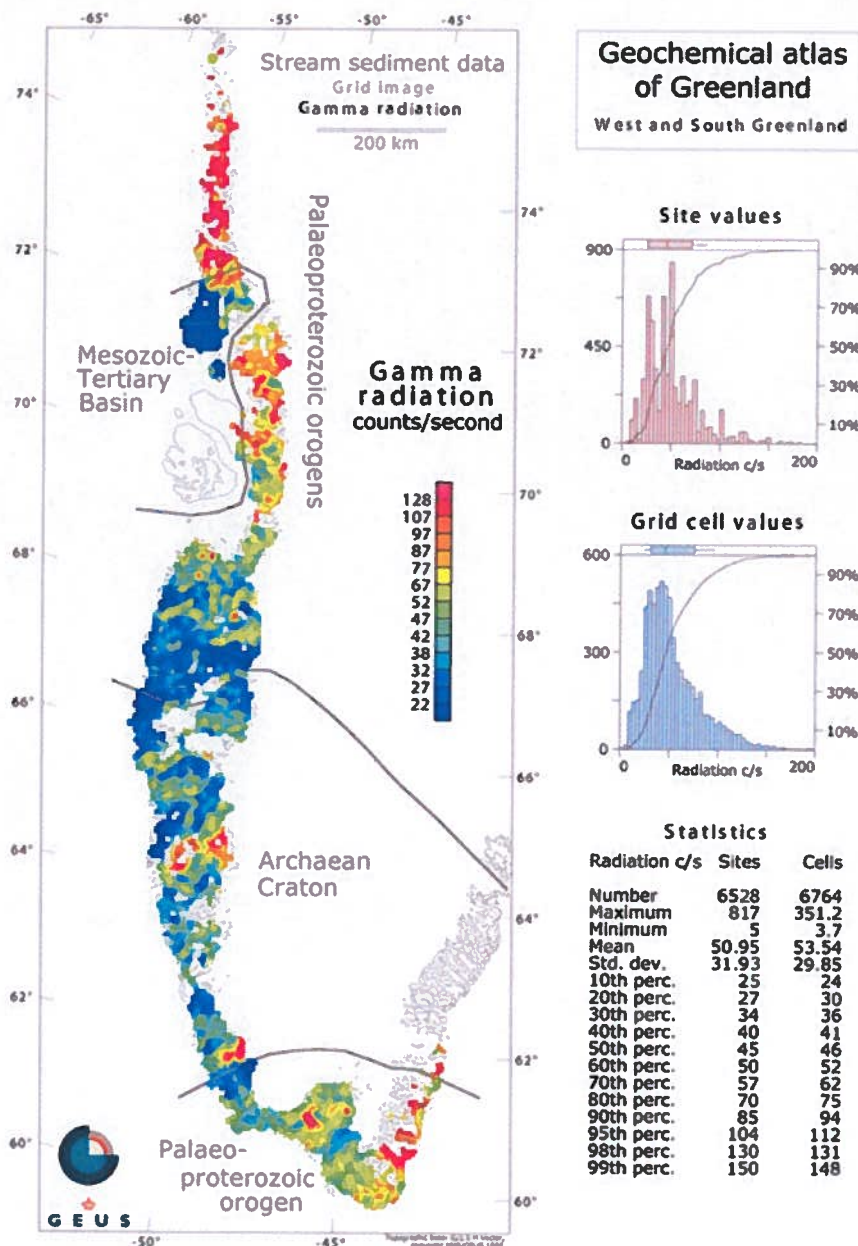 -65° -60° -55° -50° -45°
Stream sediment data
Grid image
Gamma radiation
200 km
74°
74°
72°
72°
70°
70°
68°
68°
66°
66°
64°
64°
62°
62°
60°
60°
-50° -45°
Palaeoproterozoic orogens
Mesozoic-
Tertiary
Basin
Gamma
radiation
counts/second
128
107
97
87
77
67
52
47
42
38
32
27
22
Archaean
Craton
Palaeo-
proterozoic
orogen
GEUS
Geochemical atlas
of Greenland
West and South Greenland
Site values
900
450
0
90%
70%
50%
30%
10%
0 200
Radiation c/s
Grid cell values
600
300
0
90%
70%
50%
30%
10%
0 200
Radiation c/s
Statistics
Radiation c/s Sites Cells
Number 6528 6764
Maximum 817 351.2
Minimum 5 3.7
Mean 50.95 53.54
Std. dev. 31.93 29.85
10th perc. 25 24
20th perc. 27 30
30th perc. 34 36
40th perc. 40 41
50th perc. 45 46
60th perc. 50 52
70th perc. 57 62
80th perc. 70 75
90th perc. 85 94
95th perc. 104 112
98th perc. 130 131
99th perc. 150 148